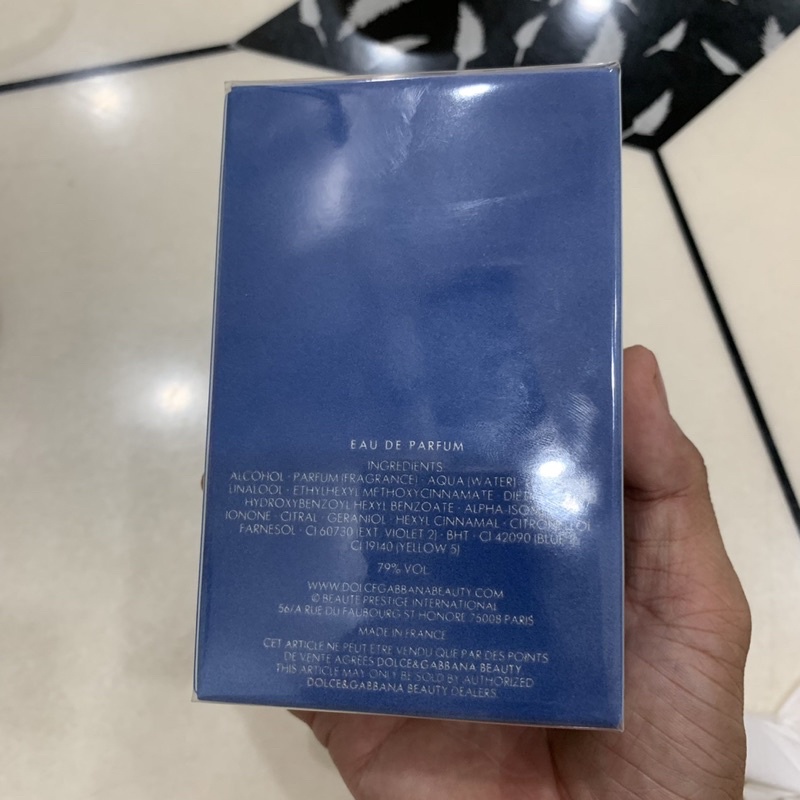 EAU DE PARFUM
INGREDIENTS:
ALCOHOL · PARFUM (FRAGRANCE) · AQUA (WATER) ·
LINALOOL · ETHYLHEXYL METHOXYCINNAMATE ·
HYDROXYBENZOYL HEXYL BENZOATE ·
IONONE · CITRAL · GERANIOL · HEXYL CINNAMAL ·
FARNESOL · CI 60730 (EXT. VIOLET 2) · BHT · CI 42090
CI 19140 (YELLOW 5)
79% VOL
WWW.DOLCEGABBANABEAUTY.COM
© BEAUTE PRESTIGE INTERNATIONAL
56/A RUE DU FAUBOURG ST-HONORE 75008 PARIS
MADE IN FRANCE
CET ARTICLE NE PEUT ETRE VENDU QUE PAR DES POINTS
DE VENTE AGREES DOLCE&GABBANA BEAUTY
THIS ARTICLE MAY ONLY BE SOLD BY AUTHORIZED
DOLCE&GABBANA BEAUTY DEALERS